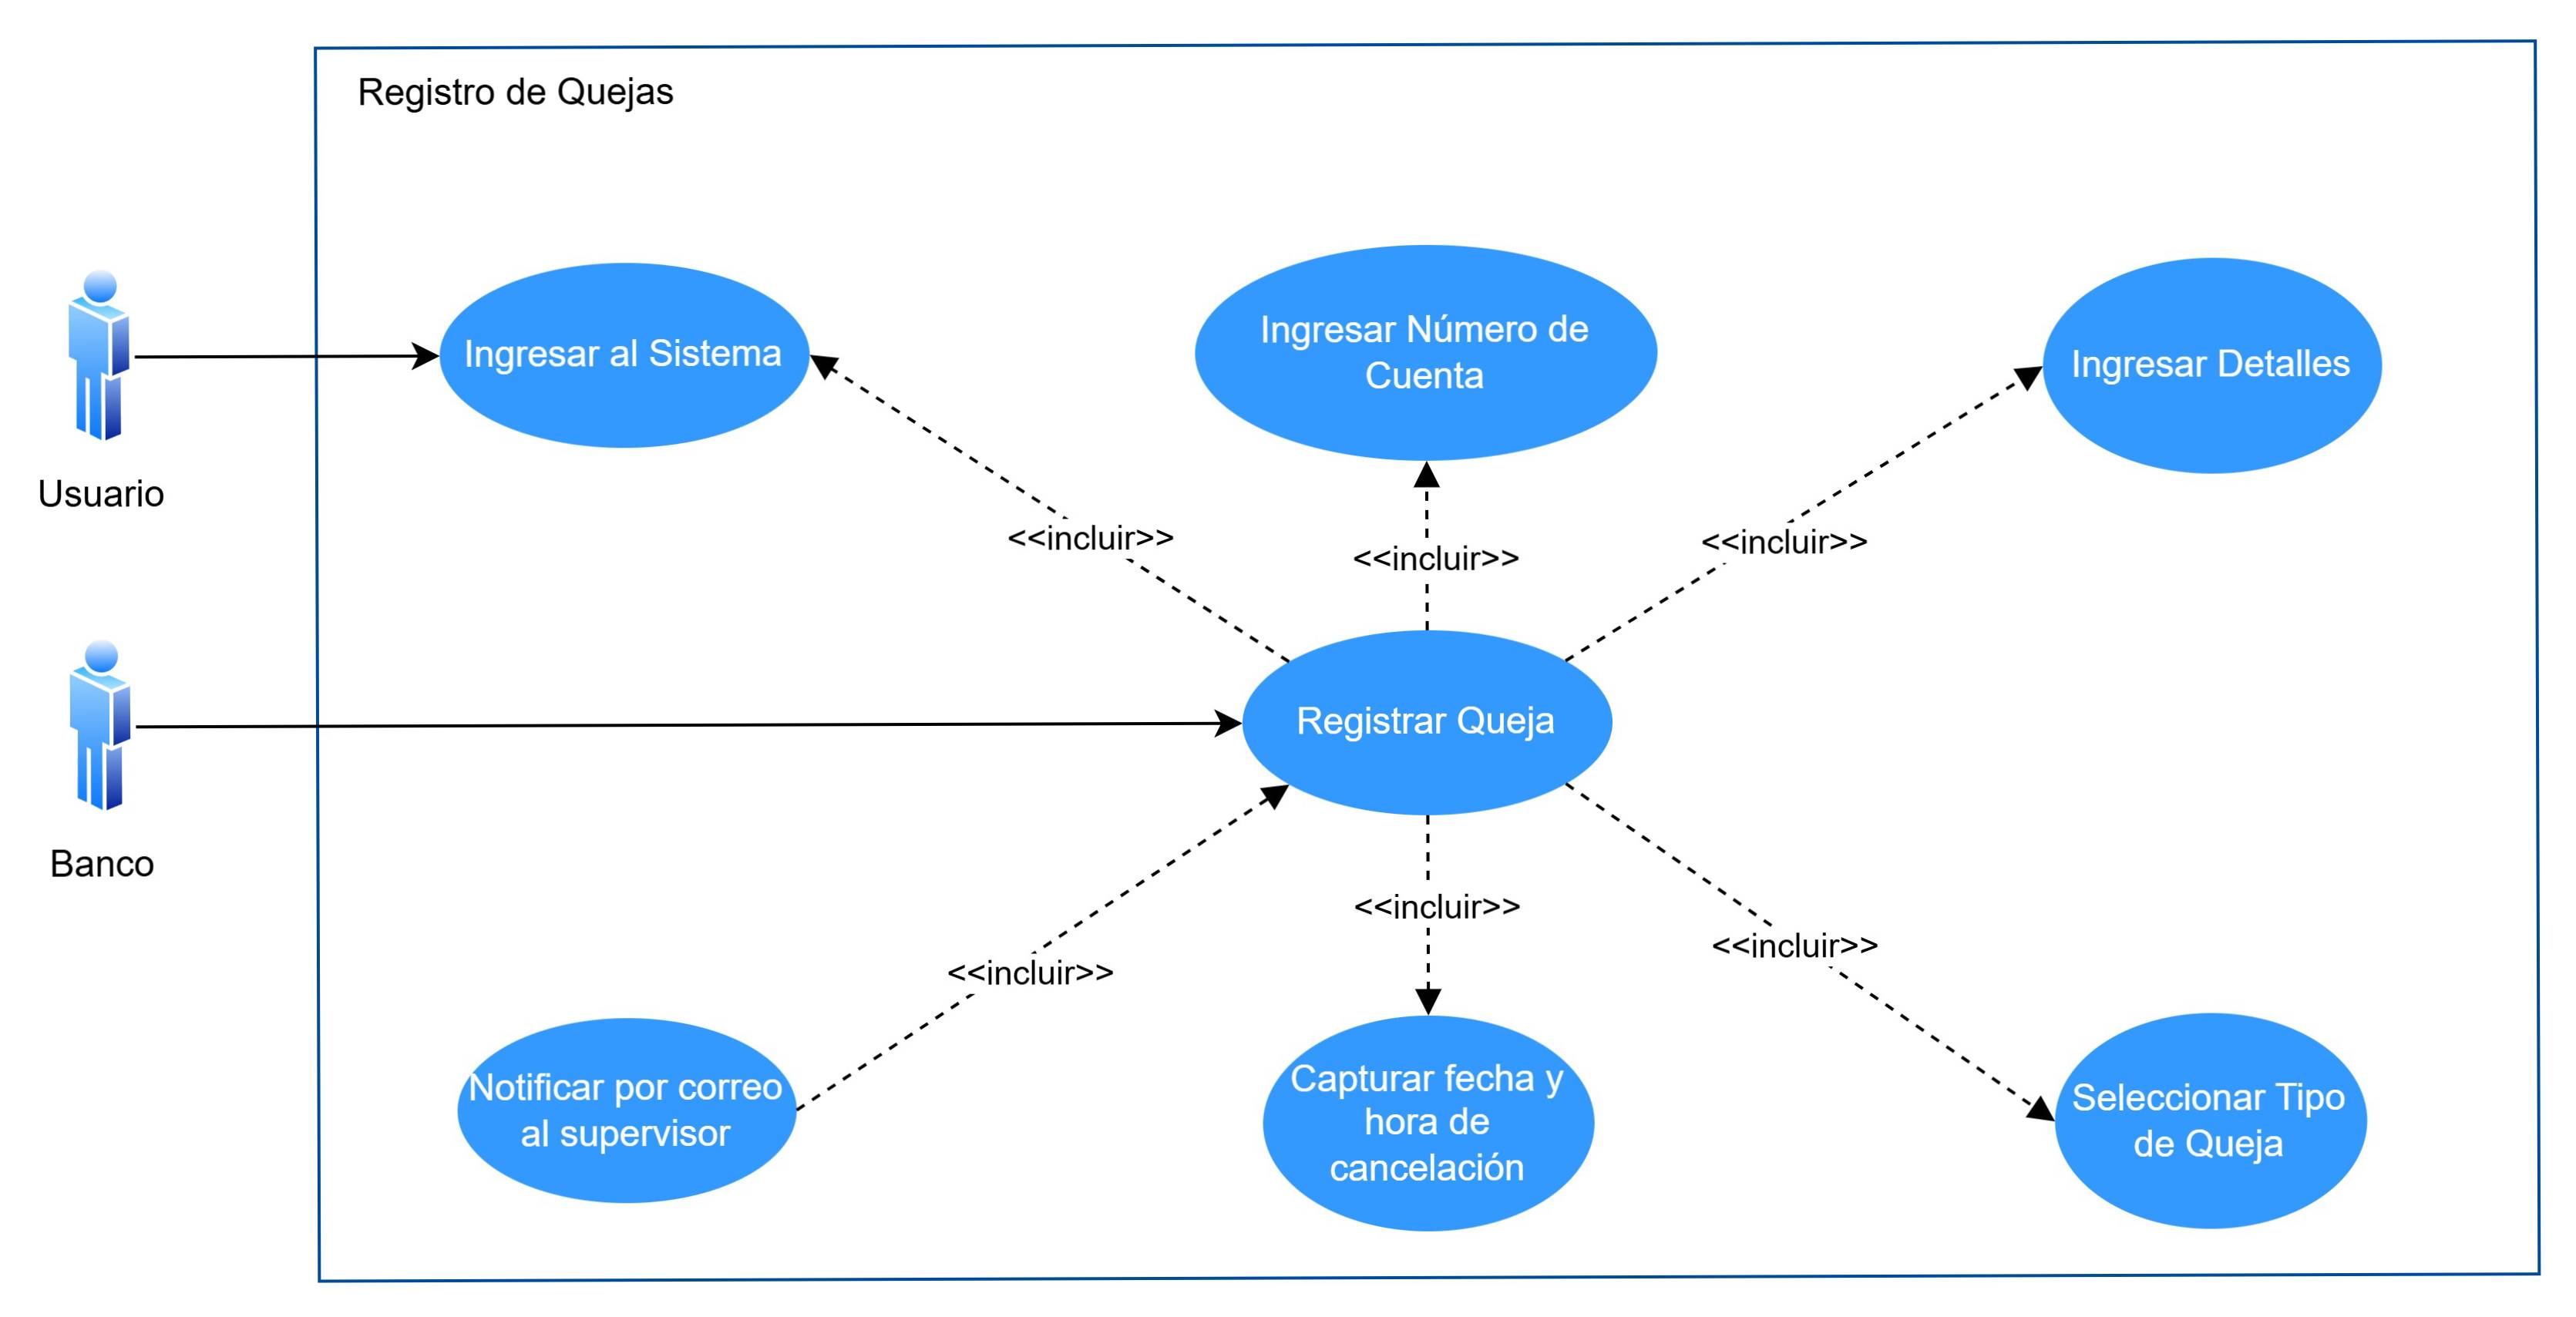 Registro de Quejas
Ingresar al Sistema
Ingresar Número de
Cuenta
Ingresar Detalles
Usuario
<<incluir>>
<<incluir>>
<<incluir>>
Registrar Queja
Banco
<<incluir>>
<<incluir>>
<<incluir>>
Notificar por correo
al supervisor
Capturar fecha y
hora de
cancelación
Seleccionar Tipo
de Queja